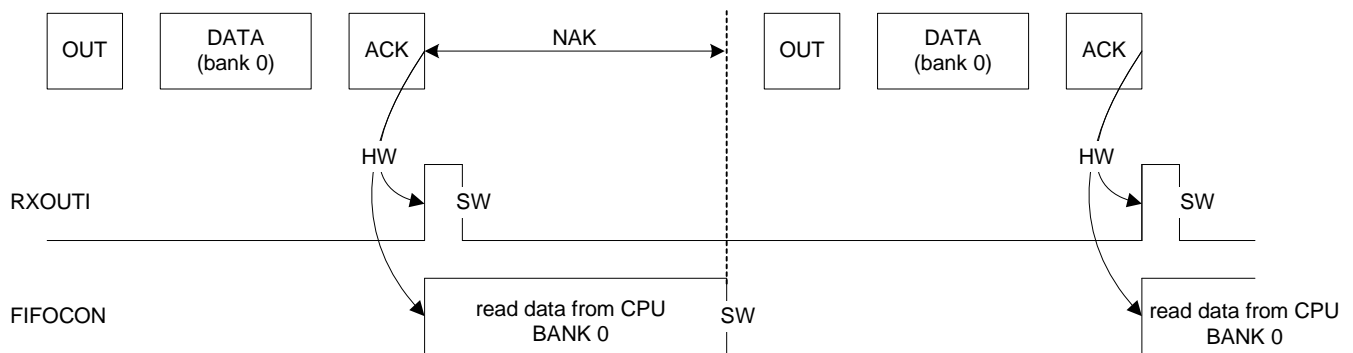 OUT
DATA
(bank 0)
ACK
NAK
OUT
DATA
(bank 0)
ACK
HW
HW
RXOUTI
SW
SW
FIFOCON
read data from CPU
BANK 0
SW
read data from CPU
BANK 0